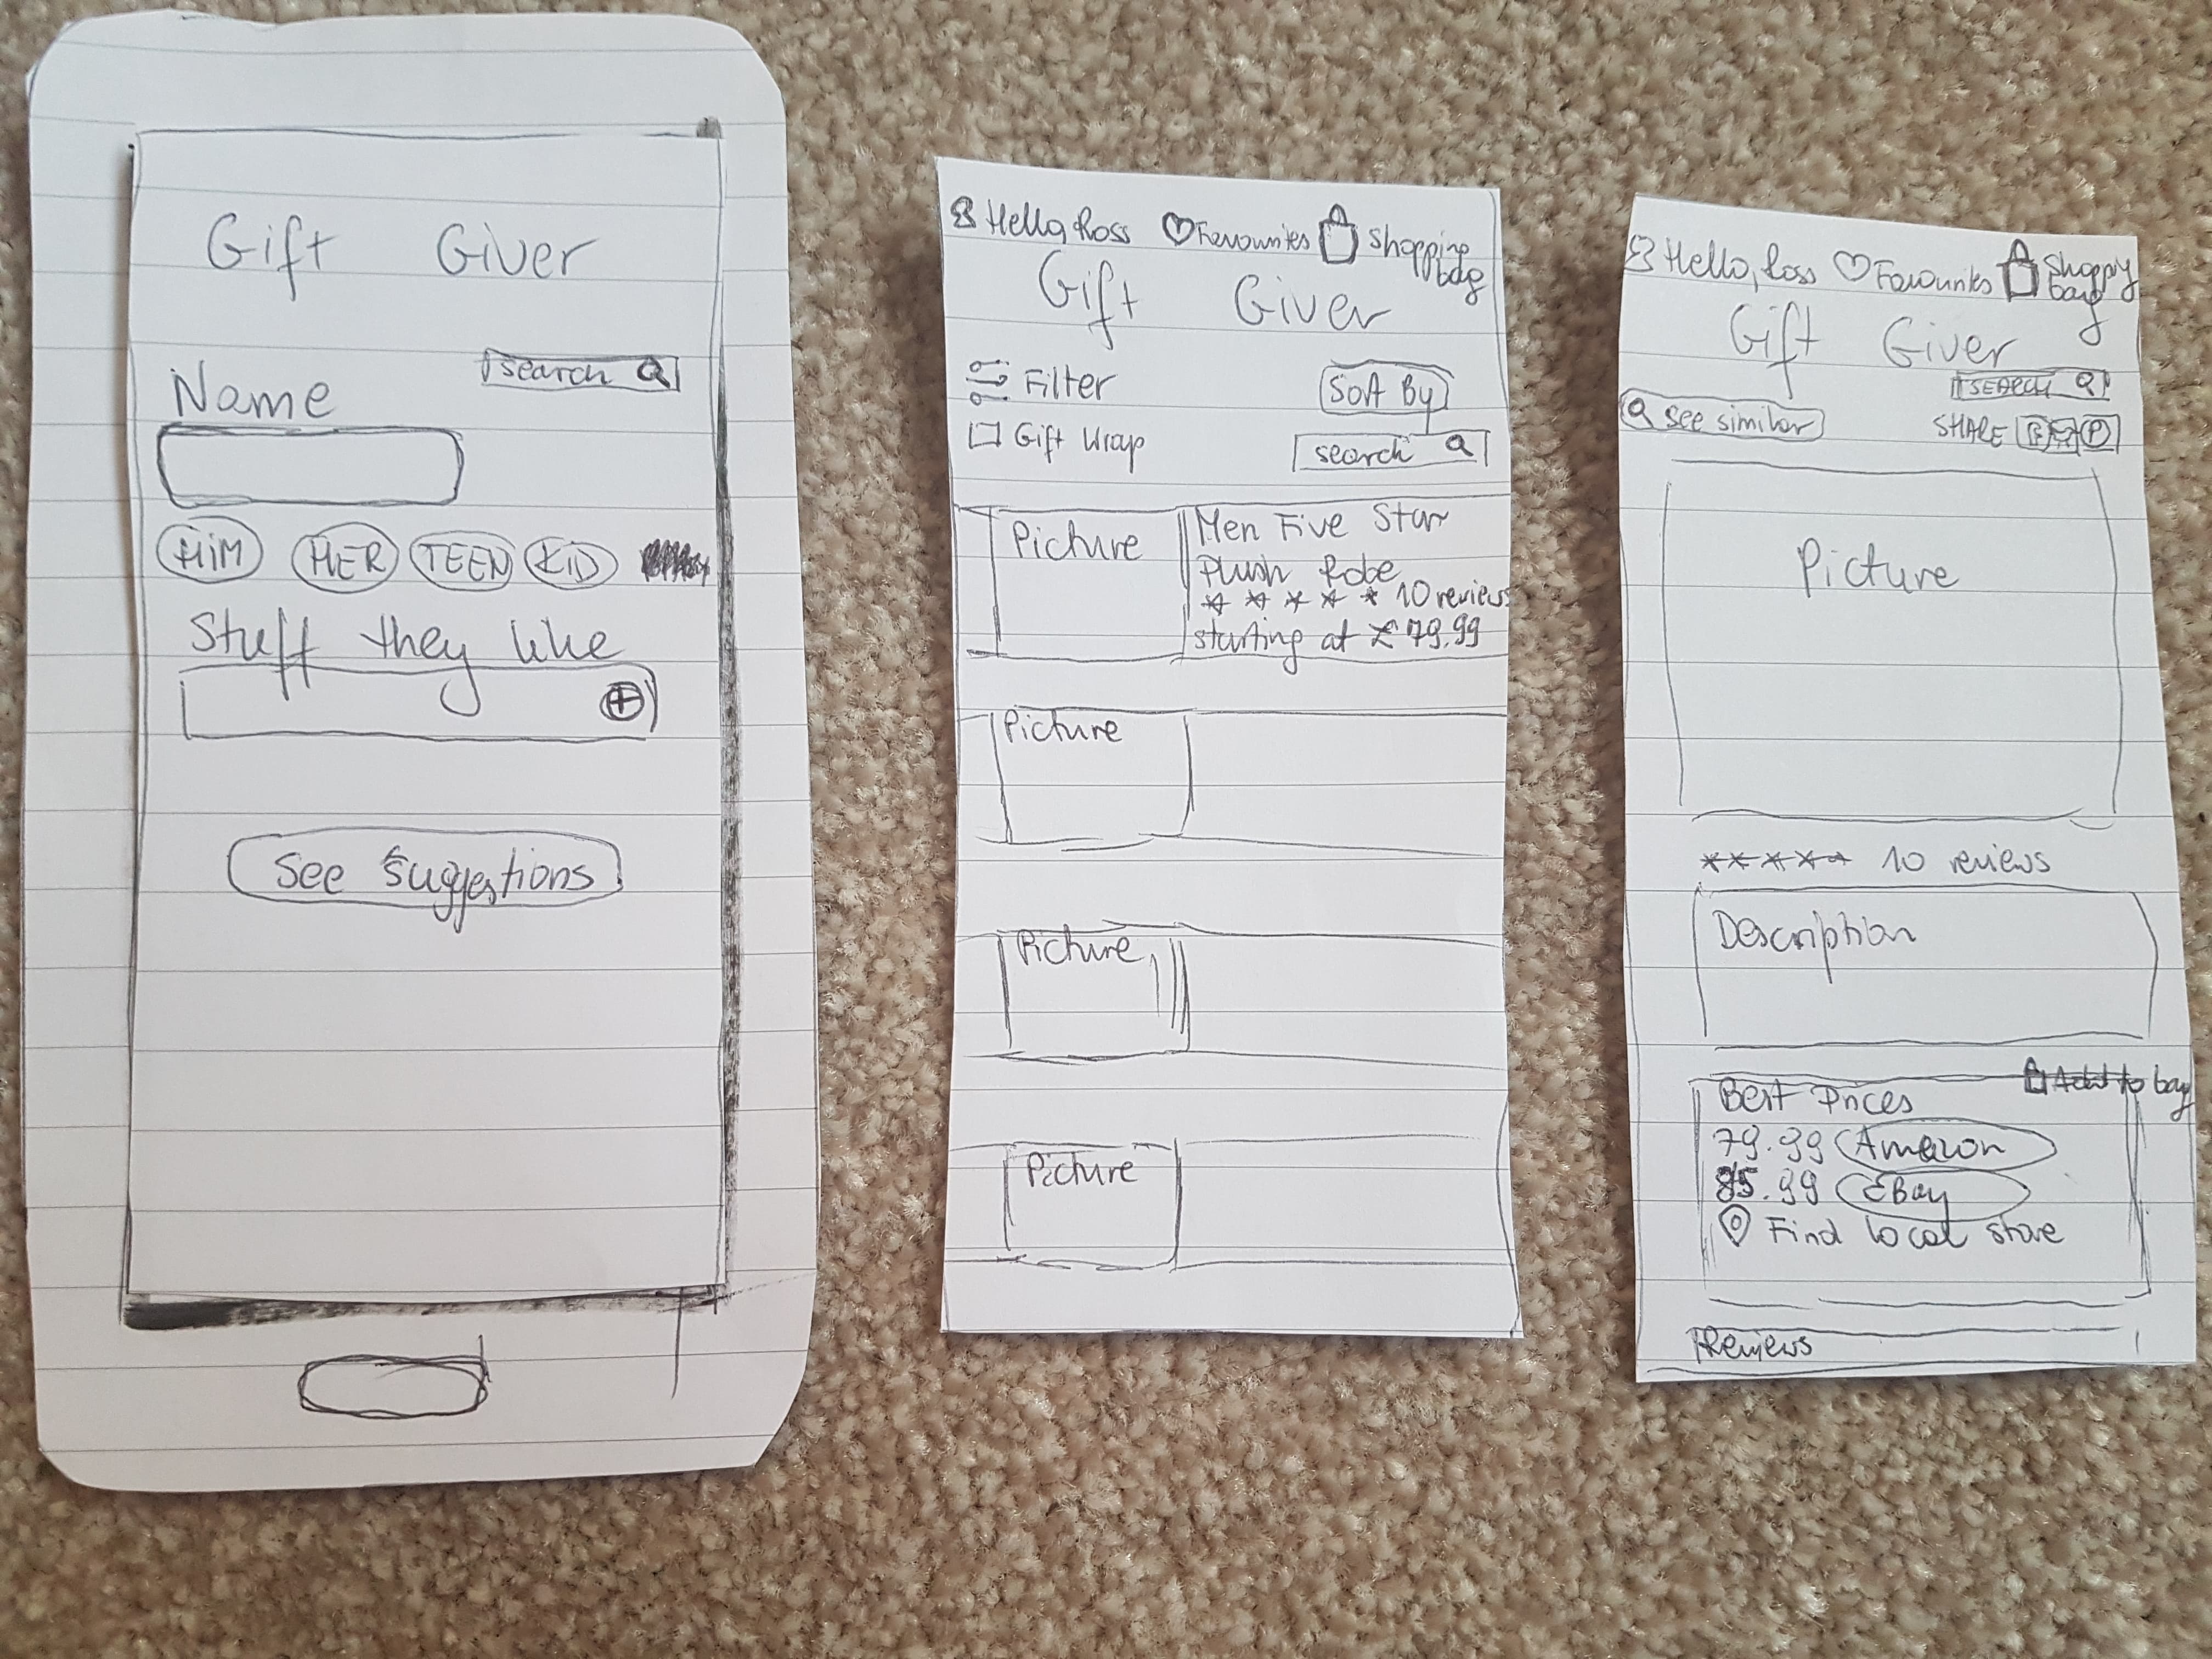 Gift Giver
search
Name
HIM HER TEEN KID
Stuff they like
See Suggestions
Hello, Ross Favourites Shopping
bag
Gift Giver
Filter Sort By
Gift Wrap search
Picture Men Five Star
Plush Robe
10 reviews
starting at £79.99
Picture
Picture
Picture
Hello, Ross Favourites Shoppig
bag
Gift Giver
SEARCH
see similar SHARE F P
Picture
10 reviews
Description
Add to bag
Best Prices
79.99 Amazon
85.99 EBay
Find local store
Reviews